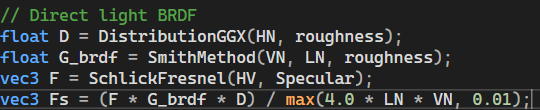 // Direct light BRDF
float D = DistributionGGX(HN, roughness);
float G_brdf = SmithMethod(VN, LN, roughness);
vec3 F = SchlickFresnel(HV, Specular);
vec3 Fs = (F * G_brdf * D) / max(4.0 * LN * VN, 0.01);